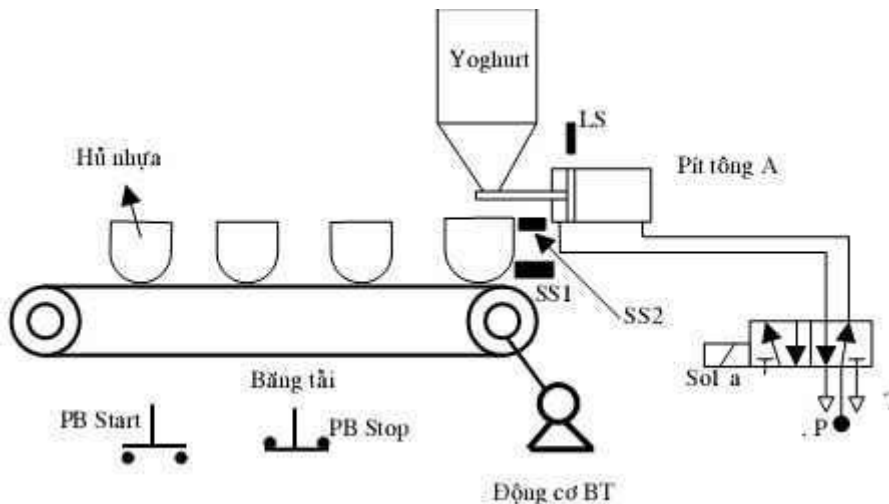 Yoghurt
LS
Hủ nhựa
Pít tông A
SS1
SS2
Sol a
Băng tải
PB Start
PB Stop
. P
Động cơ BT